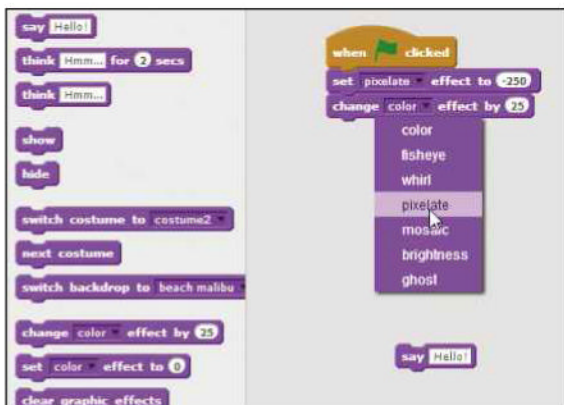 say Hello!
think Hmm... for 2 secs
think Hmm...
show
hide
switch costume to costume2
next costume
switch backdrop to beach malibu
change color effect by 25
set color effect to 0
clear graphic effects
when clicked
set pixelate effect to -250
change color effect by 25
color
fisheye
whirl
pixelate
mosaic
brightness
ghost
say Hello!